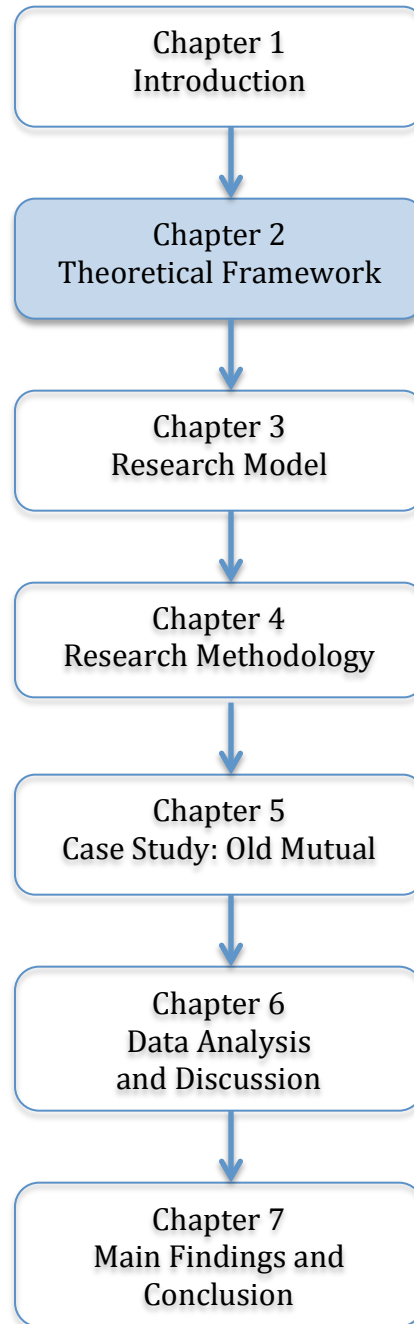 Chapter 1
Introduction
Chapter 2
Theoretical Framework
Chapter 3
Research Model
Chapter 4
Research Methodology
Chapter 5
Case Study: Old Mutual
Chapter 6
Data Analysis
and Discussion
Chapter 7
Main Findings and
Conclusion